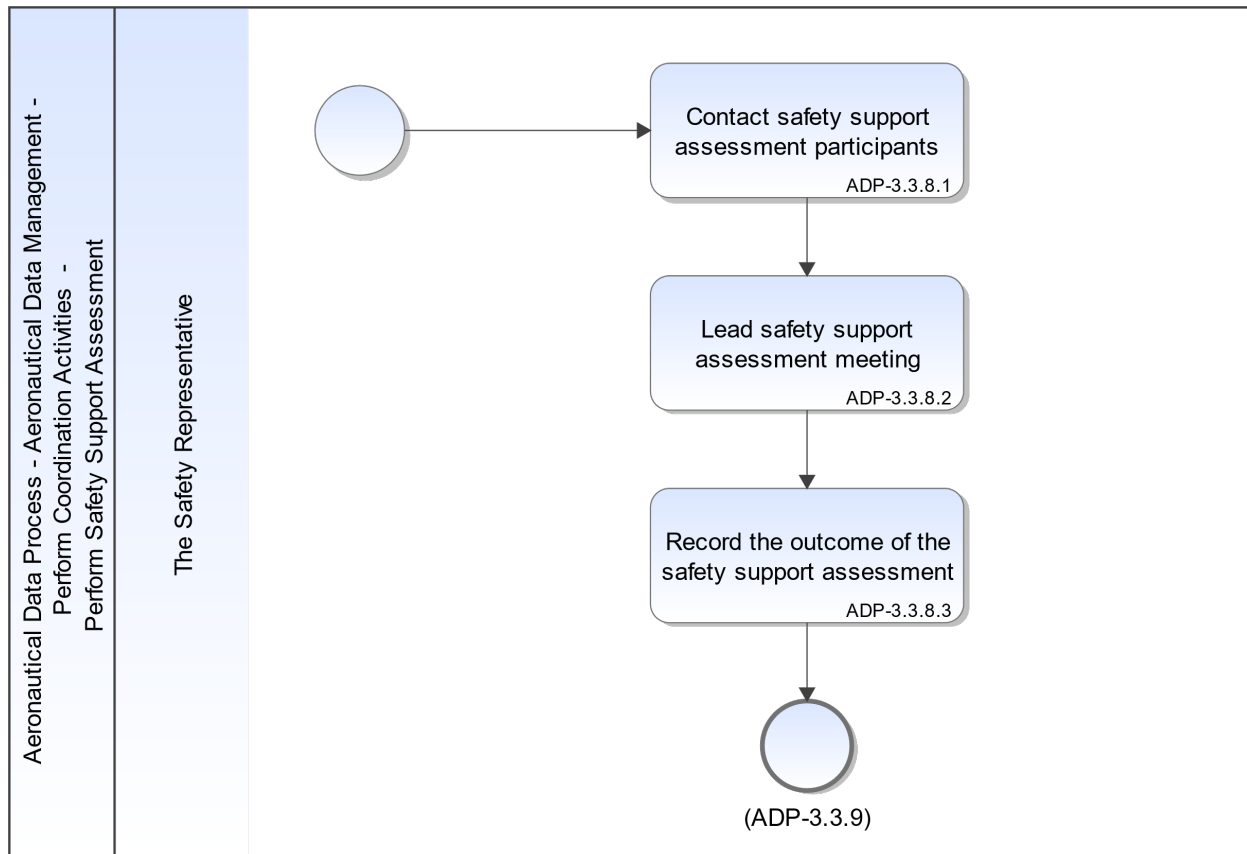 Aeronautical Data Process - Aeronautical Data Management -
Perform Coordination Activities -
Perform Safety Support Assessment
The Safety Representative
Contact safety support
assessment participants
ADP-3.3.8.1
Lead safety support
assessment meeting
ADP-3.3.8.2
Record the outcome of the
safety support assessment
ADP-3.3.8.3
(ADP-3.3.9)